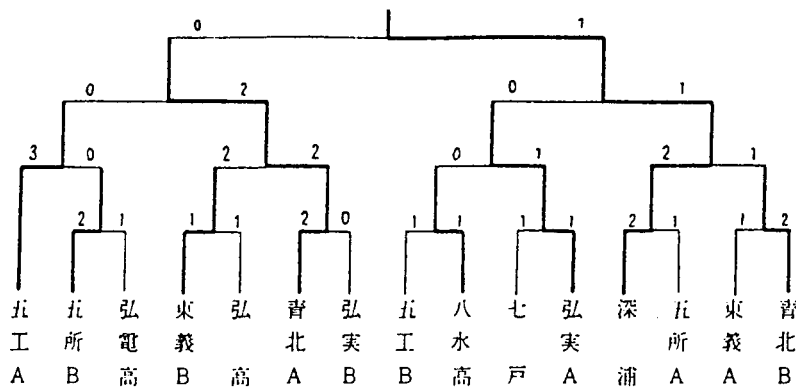 0 1
0 2 0 1
3 0 2 2 0 1 2 1
2 1 1 1 2 0 1 1 1 1 2 1 1 2
五工A
五所B
弘電高
東義B
弘高
青北A
弘実B
五工B
八水高
七戸
弘実A
深浦
五所A
東義A
青北B